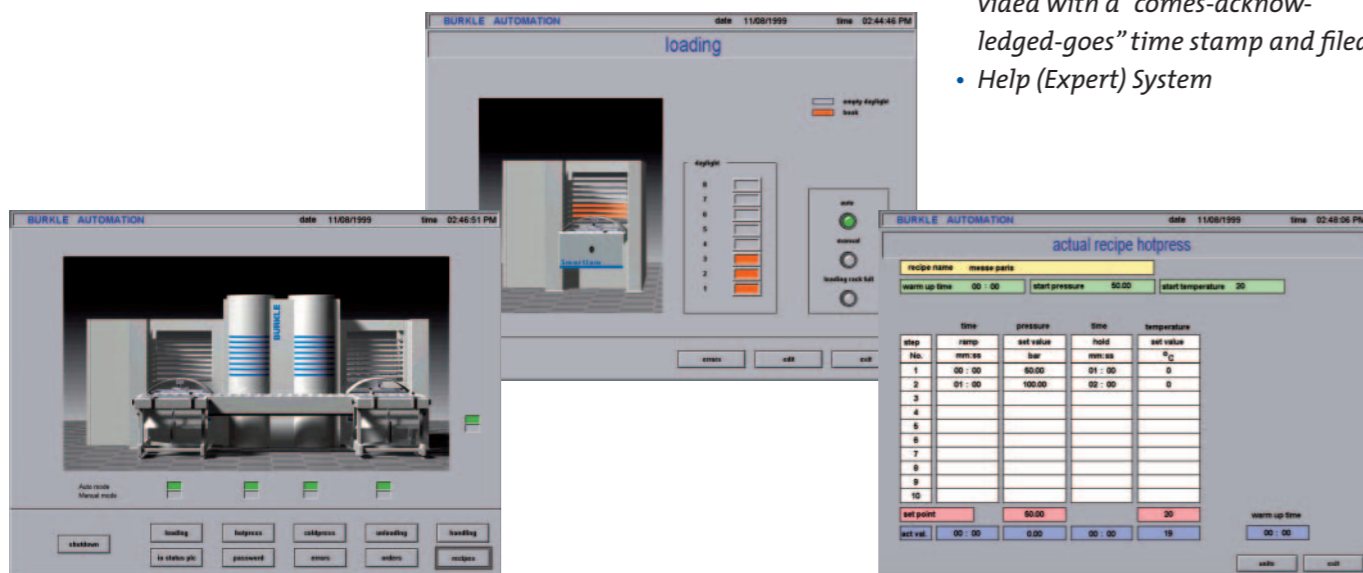 vided with a "comes-acknow-
ledged-goes" time stamp and filed
• Help (Expert) System
BURKLE AUTOMATION date 11/08/1999 time 02:44:46 PM
loading
empty daylight
book
daylight
8
7
6
5
4
3
2
1
auto
manual
loading rack full
errors edit exit
BURKLE AUTOMATION date 11/08/1999 time 02:46:51 PM
BURKLE
Auto mode
Manual mode
shutdown
loading hotpress coldpress unloading handling
in status plc password errors orders recipes
BURKLE AUTOMATION date 11/08/1999 time 02:48:06 PM
actual recipe hotpress
recipe name messe paris
warm up time 00 : 00 start pressure 50.00 start temperature 20
time pressure time temperature
step ramp set value hold set value
No. mm:ss bar mm:ss °C
1 00 : 00 50.00 01 : 00 0
2 01 : 00 100.00 02 : 00 0
3
4
5
6
7
8
9
10
set point 50.00 20 warm up time
act val. 00 : 00 0.00 00 : 00 19 00 : 00
units exit